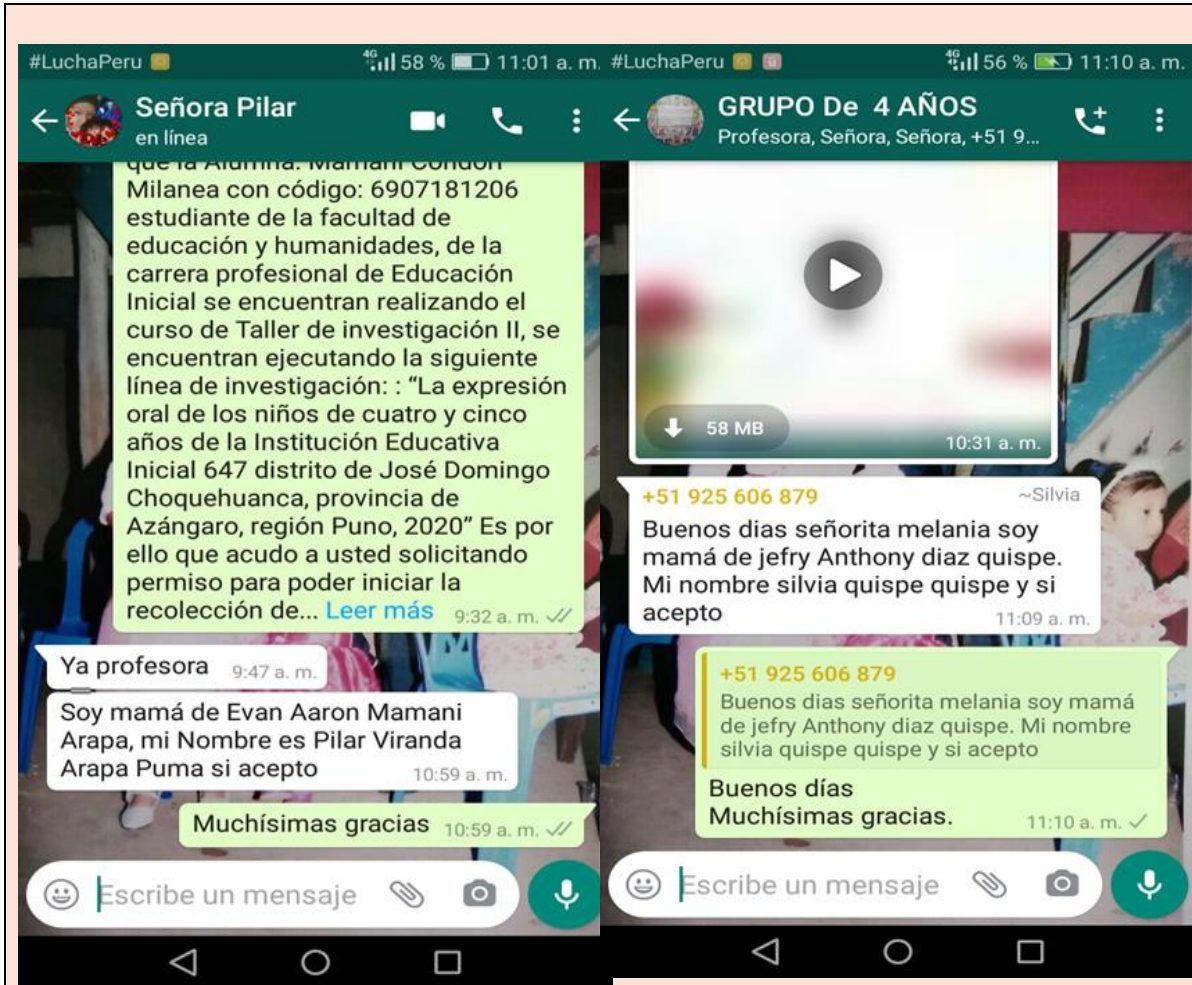 #LuchaPeru 4G 58 % 11:01 a. m.
Señora Pilar
en línea
que la Alumna: Mamani Condori
Milanea con código: 6907181206
estudiante de la facultad de
educación y humanidades, de la
carrera profesional de Educación
Inicial se encuentran realizando el
curso de Taller de investigación II, se
encuentran ejecutando la siguiente
línea de investigación: : “La expresión
oral de los niños de cuatro y cinco
años de la Institución Educativa
Inicial 647 distrito de José Domingo
Choquehuanca, provincia de
Azángaro, región Puno, 2020” Es por
ello que acudo a usted solicitando
permiso para poder iniciar la
recolección de... Leer más 9:32 a. m.
Ya profesora 9:47 a. m.
Soy mamá de Evan Aaron Mamani
Arapa, mi Nombre es Pilar Viranda
Arapa Puma si acepto 10:59 a. m.
Muchísimas gracias 10:59 a. m.
Escribe un mensaje
#LuchaPeru 4G 56 % 11:10 a. m.
GRUPO De 4 AÑOS
Profesora, Señora, Señora, +51 9...
58 MB 10:31 a. m.
+51 925 606 879 ~Silvia
Buenos dias señorita melania soy
mamá de jefry Anthony diaz quispe.
Mi nombre silvia quispe quispe y si
acepto 11:09 a. m.
+51 925 606 879
Buenos dias señorita melania soy mamá
de jefry Anthony diaz quispe. Mi nombre
silvia quispe quispe y si acepto
Buenos días
Muchísimas gracias. 11:10 a. m.
Escribe un mensaje